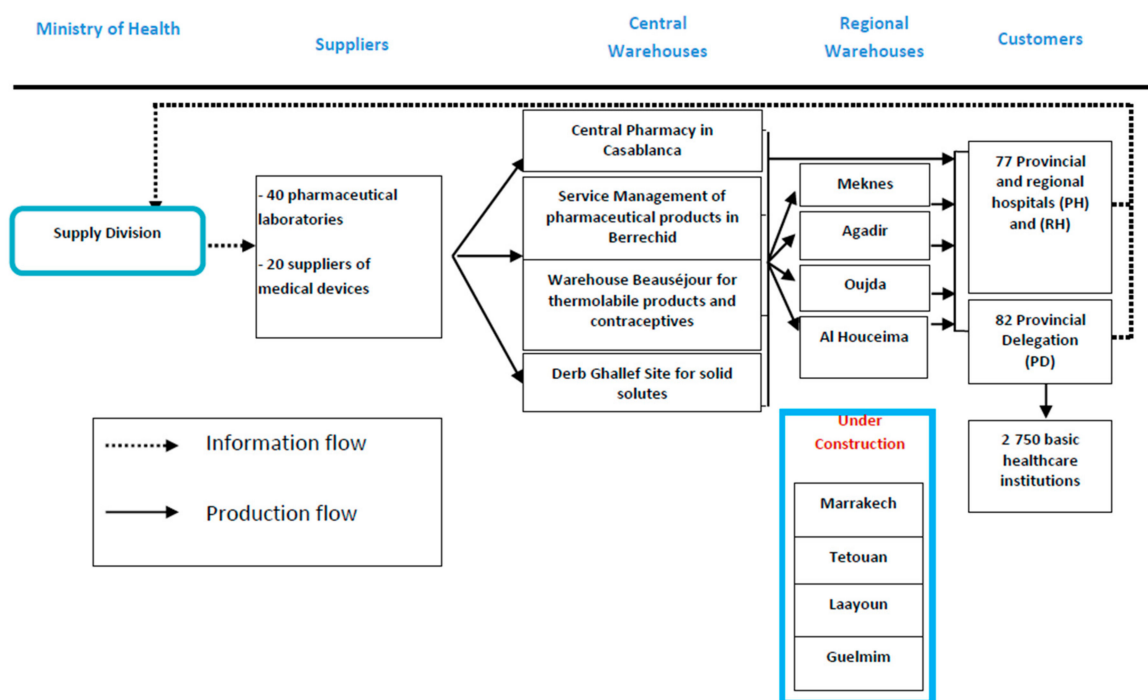 Ministry of Health
Suppliers
Central
Warehouses
Regional
Warehouses
Customers
Supply Division
- 40 pharmaceutical
laboratories
- 20 suppliers of
medical devices
Central Pharmacy in
Casablanca
Service Management of
pharmaceutical products in
Berrechid
Warehouse Beauséjour for
thermolabile products and
contraceptives
Derb Ghallef Site for solid
solutes
Meknes
Agadir
Oujda
Al Houceima
77 Provincial
and regional
hospitals (PH)
and (RH)
82 Provincial
Delegation
(PD)
2 750 basic
healthcare
institutions
Under
Construction
Marrakech
Tetouan
Laayoun
Guelmim
Information flow
Production flow